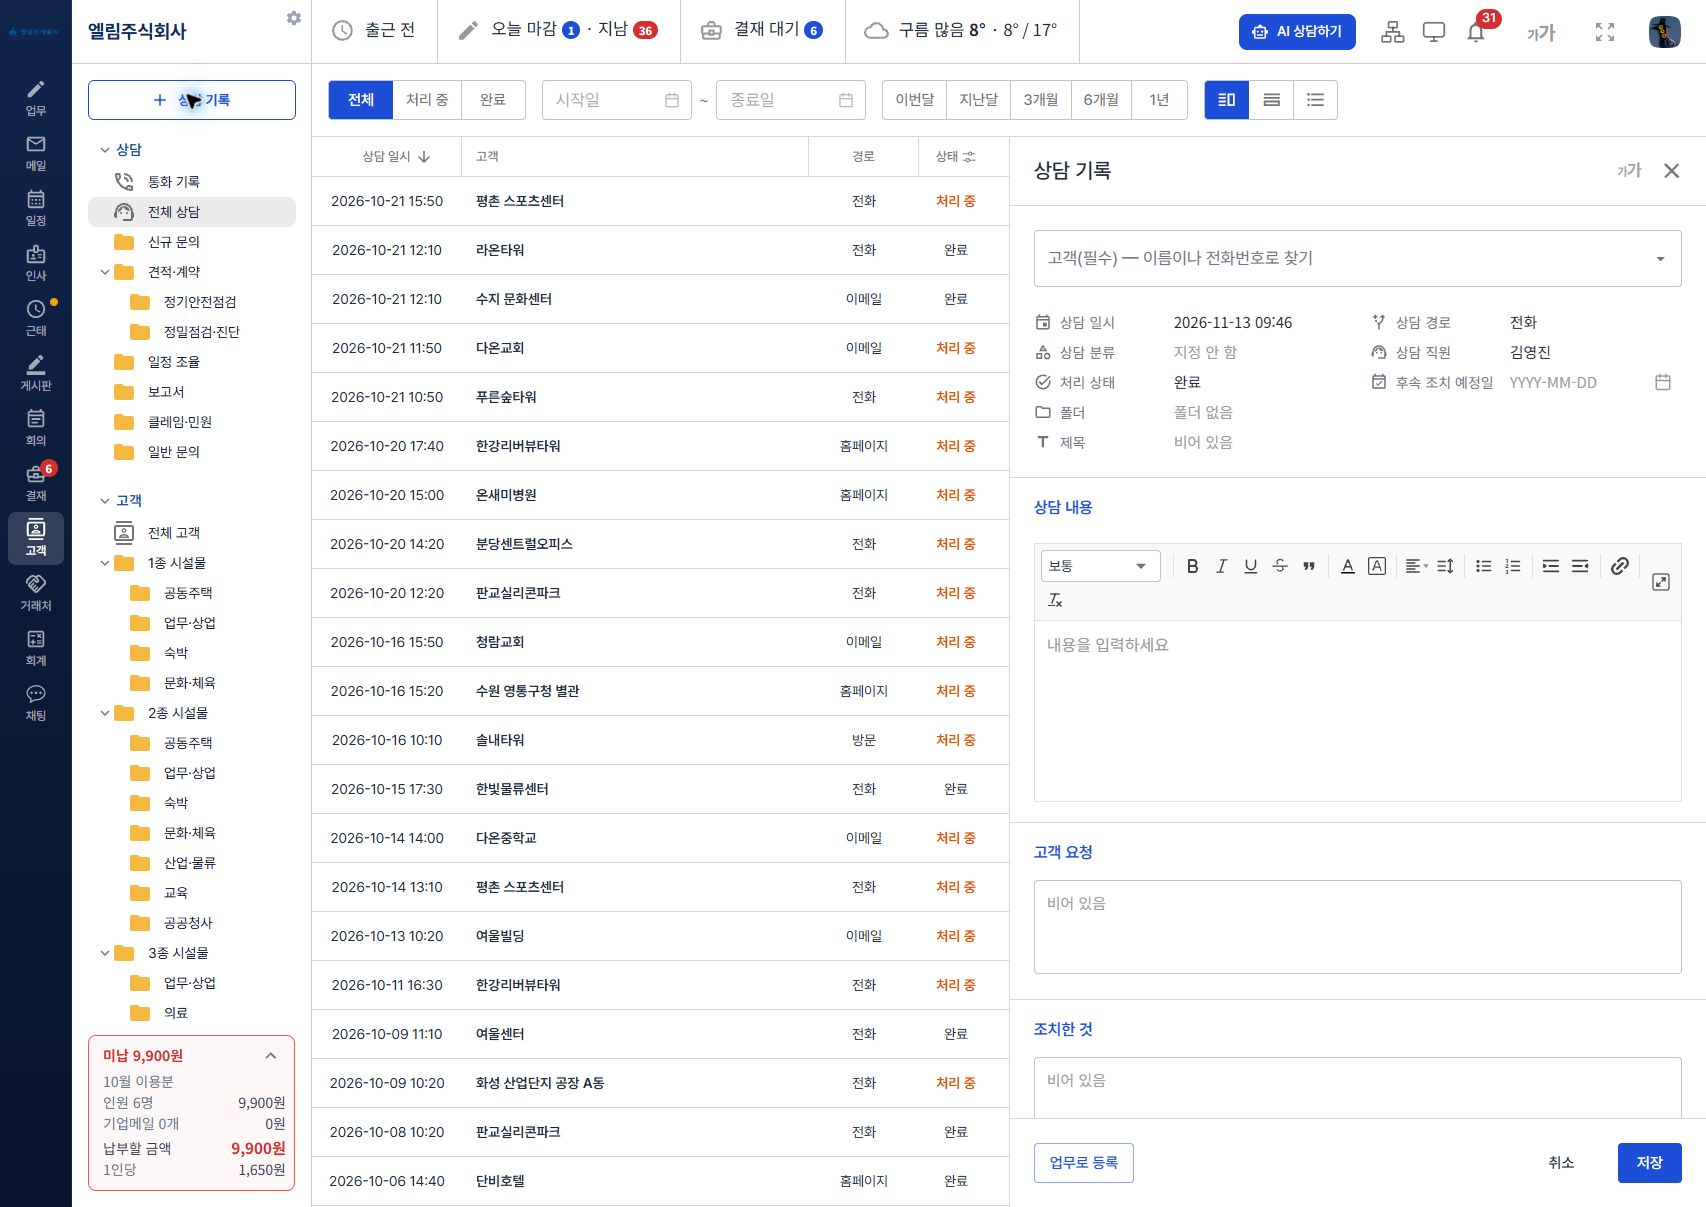 엘림주식회사
엘림주식회사
출근 전
오늘 마감 1 · 지남 36
결재 대기 6
구름 많음 8° · 8° / 17°
AI 상담하기
31
가가
업무
메일
일정
인사
근태
게시판
회의
6
결재
고객
거래처
회계
채팅
+ 상담 기록
상담
통화 기록
전체 상담
신규 문의
견적·계약
정기안전점검
정밀점검·진단
일정 조율
보고서
클레임·민원
일반 문의
고객
전체 고객
1종 시설물
공동주택
업무·상업
숙박
문화·체육
2종 시설물
공동주택
업무·상업
숙박
문화·체육
산업·물류
교육
공공청사
3종 시설물
업무·상업
의료
미납 9,900원
10월 이용분
인원 6명 9,900원
기업메일 0개 0원
납부할 금액 9,900원
1인당 1,650원
전체 처리 중 완료 시작일 ~ 종료일 이번달 지난달 3개월 6개월 1년
상담 일시 고객 경로 상태
2026-10-21 15:50 평촌 스포츠센터 전화 처리 중
2026-10-21 12:10 라온타워 전화 완료
2026-10-21 12:10 수지 문화센터 이메일 완료
2026-10-21 11:50 다온교회 이메일 처리 중
2026-10-21 10:50 푸른숲타워 전화 처리 중
2026-10-20 17:40 한강리버뷰타워 홈페이지 처리 중
2026-10-20 15:00 온새미병원 홈페이지 처리 중
2026-10-20 14:20 분당센트럴오피스 전화 처리 중
2026-10-20 12:20 판교실리콘파크 전화 처리 중
2026-10-16 15:50 청람교회 이메일 처리 중
2026-10-16 15:20 수원 영통구청 별관 홈페이지 처리 중
2026-10-16 10:10 솔내타워 방문 처리 중
2026-10-15 17:30 한빛물류센터 전화 완료
2026-10-14 14:00 다온중학교 이메일 처리 중
2026-10-14 13:10 평촌 스포츠센터 전화 처리 중
2026-10-13 10:20 여울빌딩 이메일 처리 중
2026-10-11 16:30 한강리버뷰타워 전화 처리 중
2026-10-09 11:10 여울센터 전화 완료
2026-10-09 10:20 화성 산업단지 공장 A동 전화 처리 중
2026-10-08 10:20 판교실리콘파크 전화 완료
2026-10-06 14:40 단비호텔 홈페이지 완료
상담 기록
가가
고객(필수) — 이름이나 전화번호로 찾기
상담 일시 2026-11-13 09:46 상담 경로 전화
상담 분류 지정 안 함 상담 직원 김영진
처리 상태 완료 후속 조치 예정일 YYYY-MM-DD
폴더 폴더 없음
제목 비어 있음
상담 내용
보통
내용을 입력하세요
고객 요청
비어 있음
조치한 것
비어 있음
업무로 등록 취소 저장